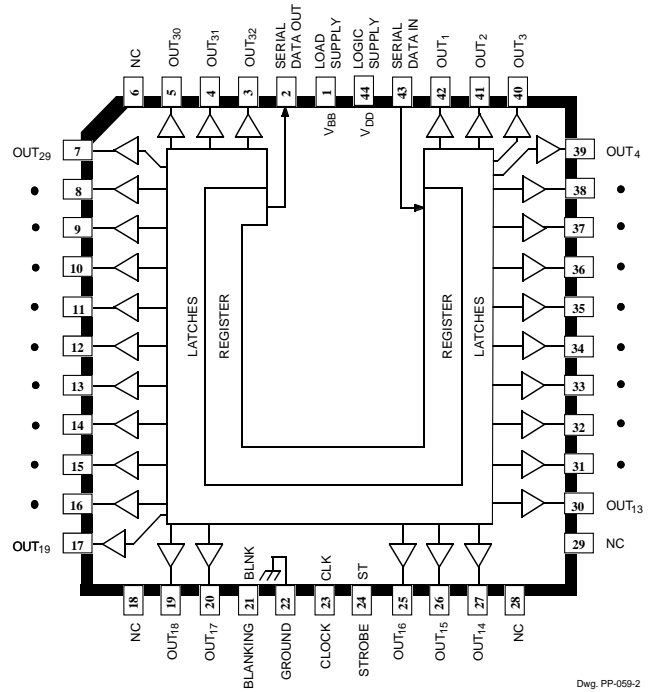 NC
OUT30
OUT31
OUT32
SERIAL
DATA OUT
LOAD
SUPPLY
LOGIC
SUPPLY
SERIAL
DATA IN
OUT1
OUT2
OUT3
6
5
4
3
2
1
44
43
42
41
40
VBB
VDD
OUT29
7
8
9
10
11
12
13
14
15
16
OUT19
17
LATCHES
REGISTER
REGISTER
LATCHES
39
OUT4
38
37
36
35
34
33
32
31
30
OUT13
29
NC
BLNK
CLK
ST
18
19
20
21
22
23
24
25
26
27
28
NC
OUT18
OUT17
BLANKING
GROUND
CLOCK
STROBE
OUT16
OUT15
OUT14
NC
Dwg. PP-059-2